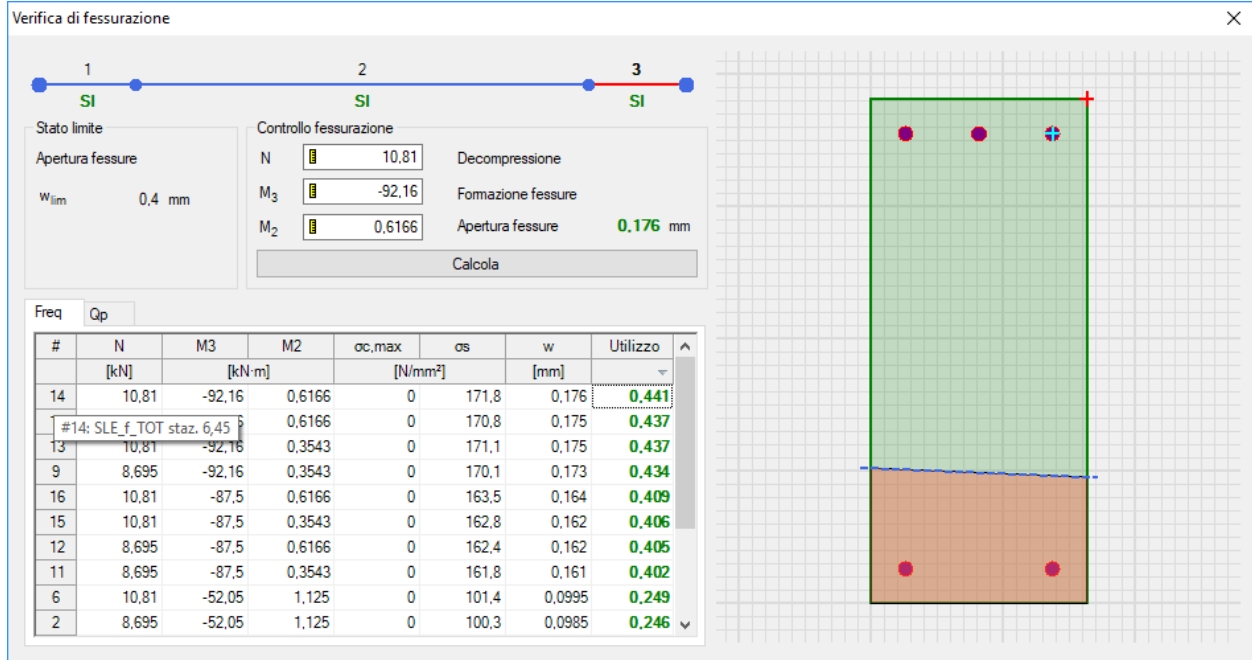 Verifica di fessurazione
1 2 3
SI SI SI
Stato limite
Apertura fessure
wlim 0,4 mm
Controllo fessurazione
N 10,81 Decompressione
M3 -92,16 Formazione fessure
M2 0,6166 Apertura fessure 0,176 mm
Calcola
Freq Qp
# N M3 M2 σc,max σs w Utilizzo
[kN] [kN·m] [N/mm²] [mm]
14 10,81 -92,16 0,6166 0 171,8 0,176 0,441
0,6166 0 170,8 0,175 0,437
#14: SLE_f_TOT staz. 6,45
13 10,81 -92,16 0,3543 0 171,1 0,175 0,437
9 8,695 -92,16 0,3543 0 170,1 0,173 0,434
16 10,81 -87,5 0,6166 0 163,5 0,164 0,409
15 10,81 -87,5 0,3543 0 162,8 0,162 0,406
12 8,695 -87,5 0,6166 0 162,4 0,162 0,405
11 8,695 -87,5 0,3543 0 161,8 0,161 0,402
6 10,81 -52,05 1,125 0 101,4 0,0995 0,249
2 8,695 -52,05 1,125 0 100,3 0,0985 0,246